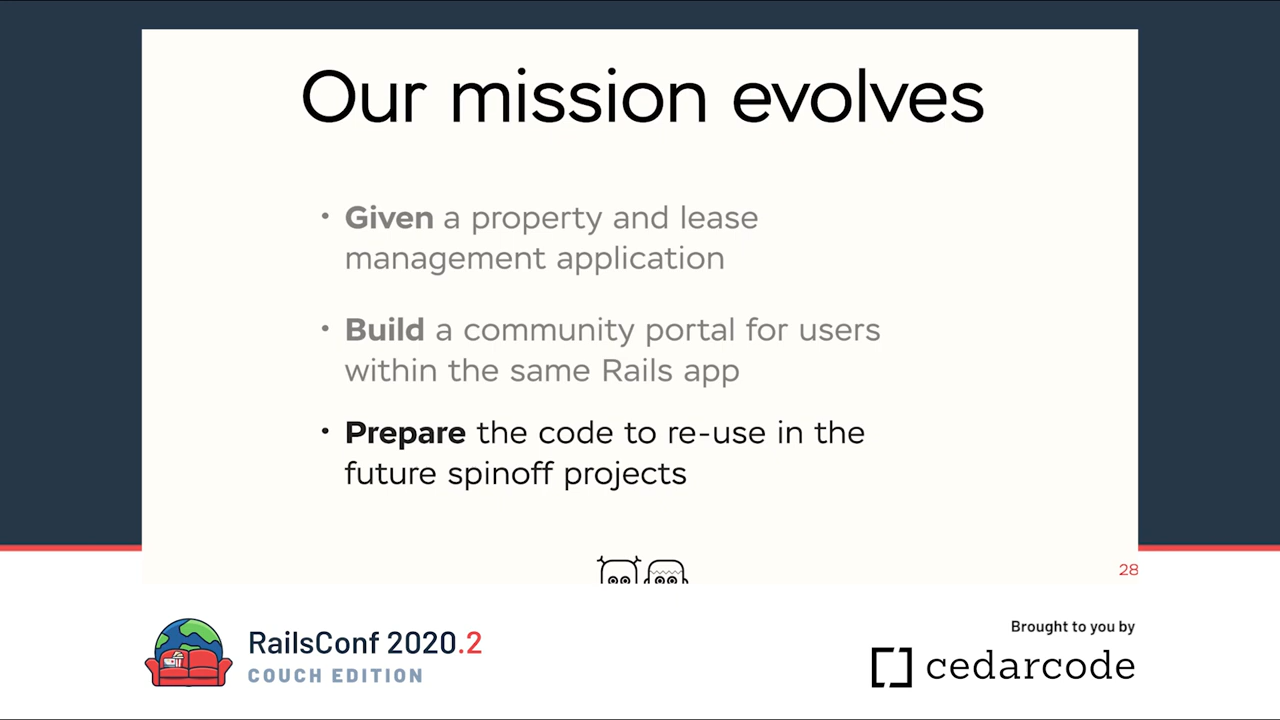 Our mission evolves
• Given a property and lease
management application
• Build a community portal for users
within the same Rails app
• Prepare the code to re-use in the
future spinoff projects
28
RailsConf 2020.2
COUCH EDITION
Brought to you by
cedarcode